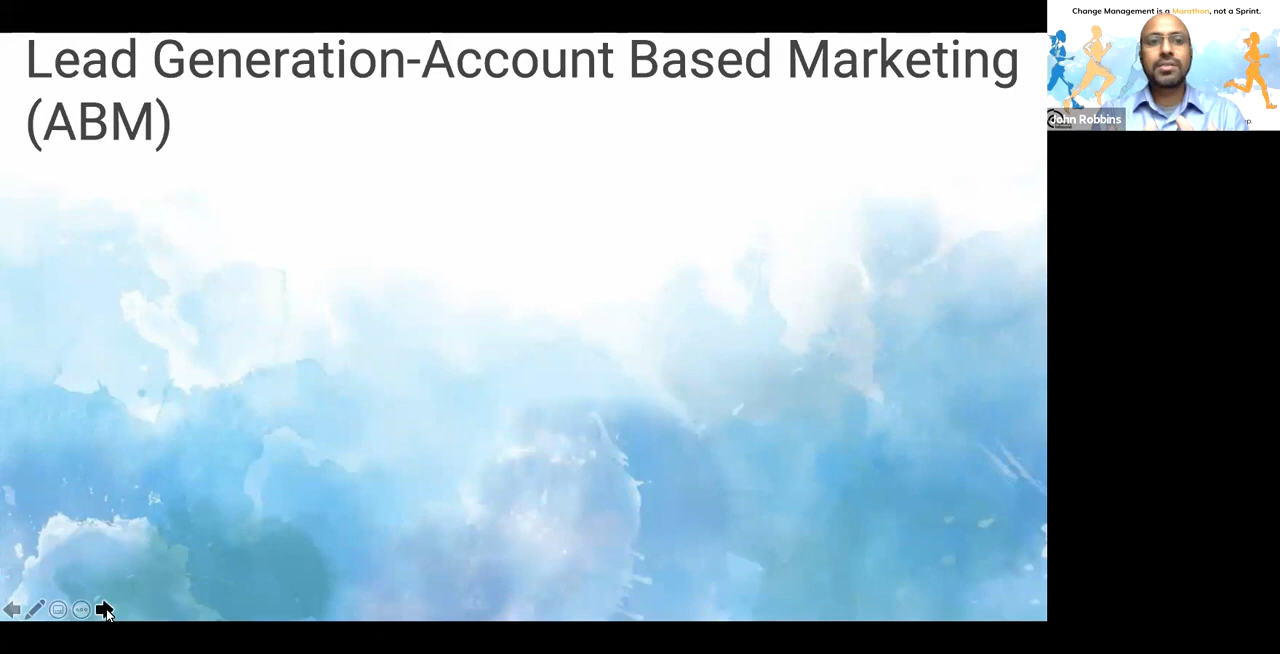 Lead Generation-Account Based Marketing
(ABM)
Change Management is a Marathon, not a Sprint.
John Robbins